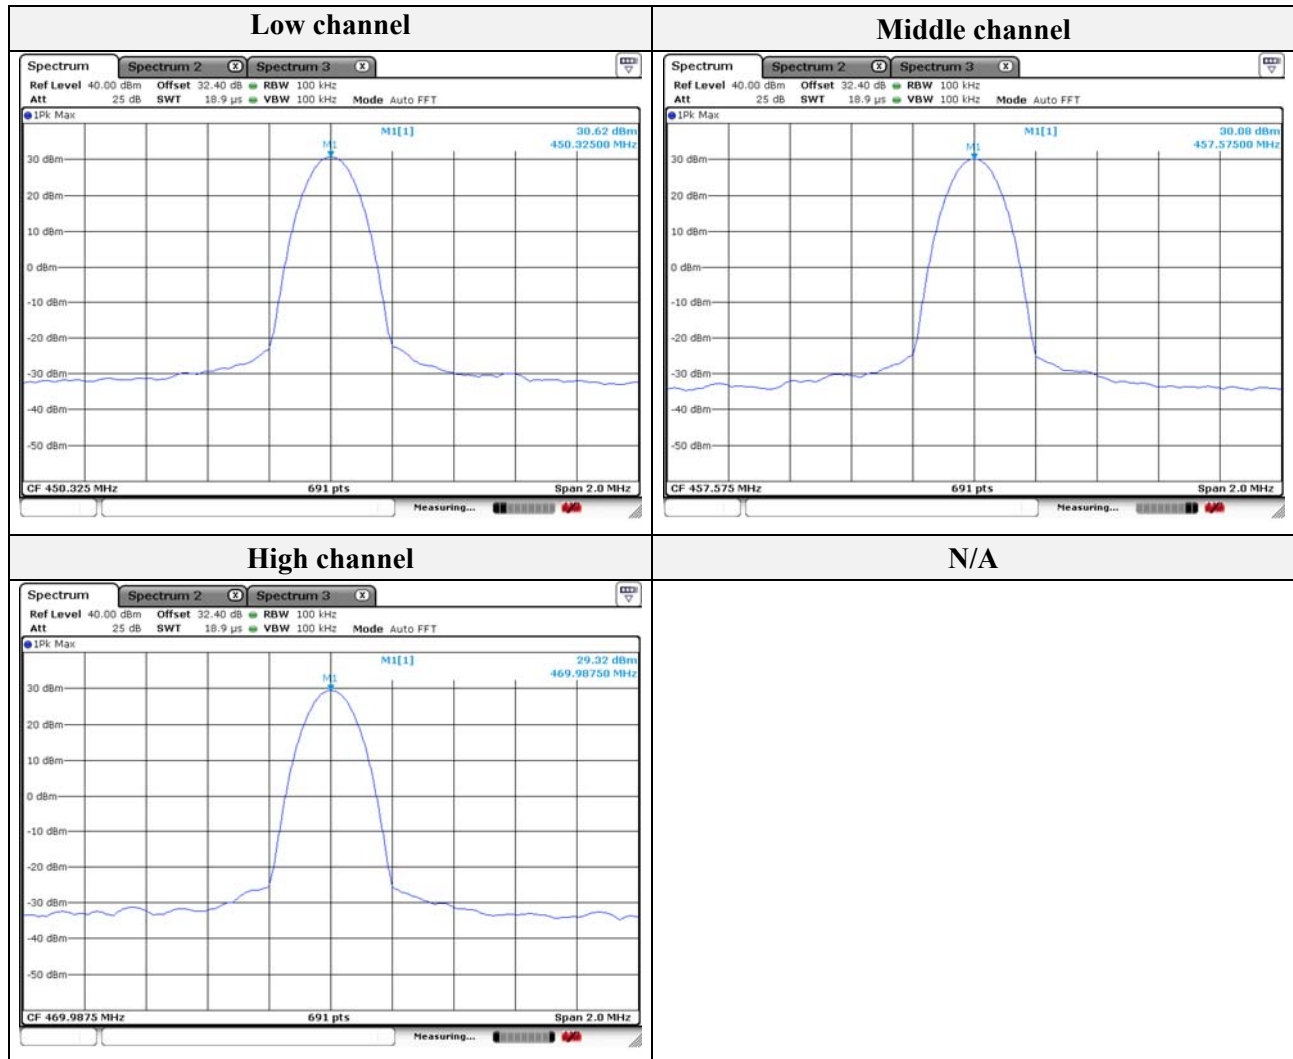 Low channel
Middle channel
Spectrum Spectrum 2 X Spectrum 3 X
Ref Level 40.00 dBm Offset 32.40 dB RBW 100 kHz
Att 25 dB SWT 18.9 µs VBW 100 kHz Mode Auto FFT
1Pk Max
M1[1] 30.62 dBm
450.32500 MHz
M1
30 dBm
20 dBm
10 dBm
0 dBm
-10 dBm
-20 dBm
-30 dBm
-40 dBm
-50 dBm
CF 450.325 MHz 691 pts Span 2.0 MHz
Measuring...
Spectrum Spectrum 2 X Spectrum 3 X
Ref Level 40.00 dBm Offset 32.40 dB RBW 100 kHz
Att 25 dB SWT 18.9 µs VBW 100 kHz Mode Auto FFT
1Pk Max
M1[1] 30.08 dBm
457.57500 MHz
M1
30 dBm
20 dBm
10 dBm
0 dBm
-10 dBm
-20 dBm
-30 dBm
-40 dBm
-50 dBm
CF 457.575 MHz 691 pts Span 2.0 MHz
Measuring...
High channel
N/A
Spectrum Spectrum 2 X Spectrum 3 X
Ref Level 40.00 dBm Offset 32.40 dB RBW 100 kHz
Att 25 dB SWT 18.9 µs VBW 100 kHz Mode Auto FFT
1Pk Max
M1[1] 29.32 dBm
469.98750 MHz
M1
30 dBm
20 dBm
10 dBm
0 dBm
-10 dBm
-20 dBm
-30 dBm
-40 dBm
-50 dBm
CF 469.9875 MHz 691 pts Span 2.0 MHz
Measuring...